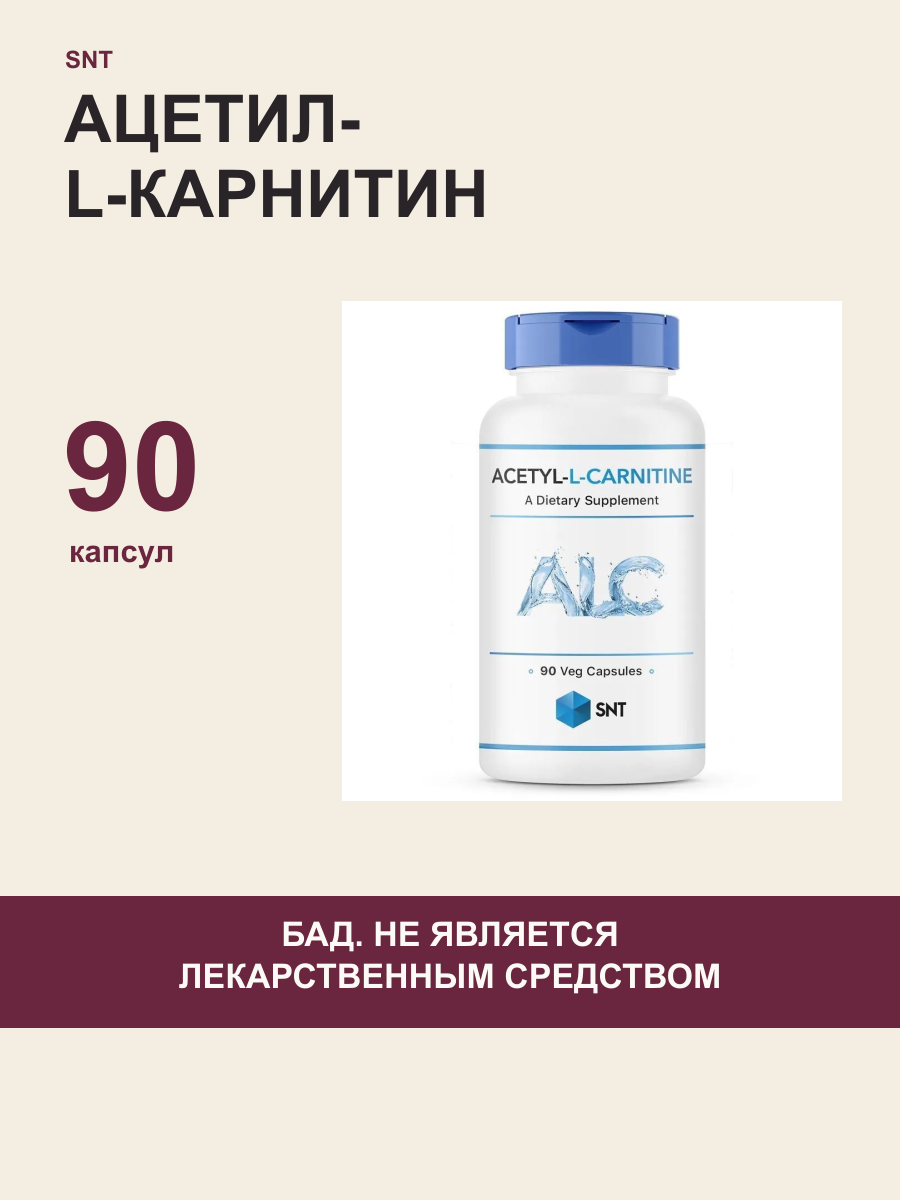 SNT
АЦЕТИЛ-
L-КАРНИТИН
90
капсул
ACETYL-L-CARNITINE
A Dietary Supplement
ALC
90 Veg Capsules
SNT
БАД. НЕ ЯВЛЯЕТСЯ
ЛЕКАРСТВЕННЫМ СРЕДСТВОМ